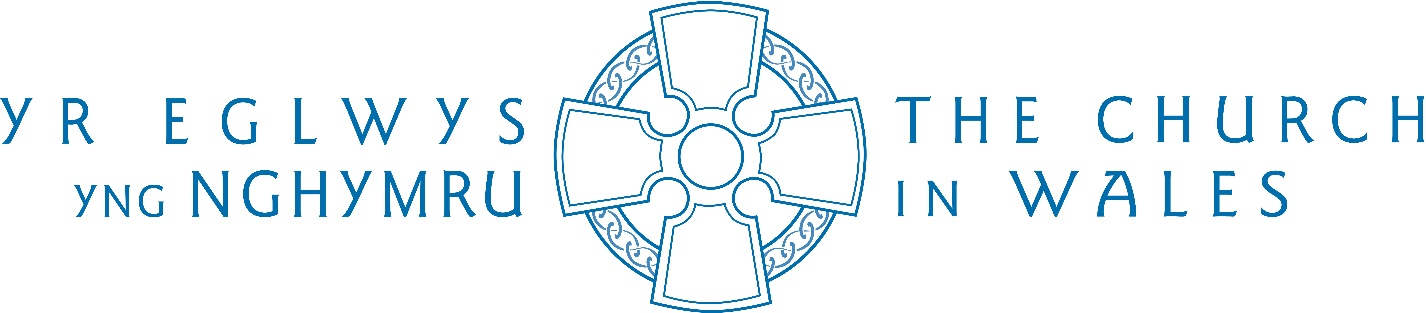 YR EGLWYS
YNG NGHYMRU
THE CHURCH
IN WALES